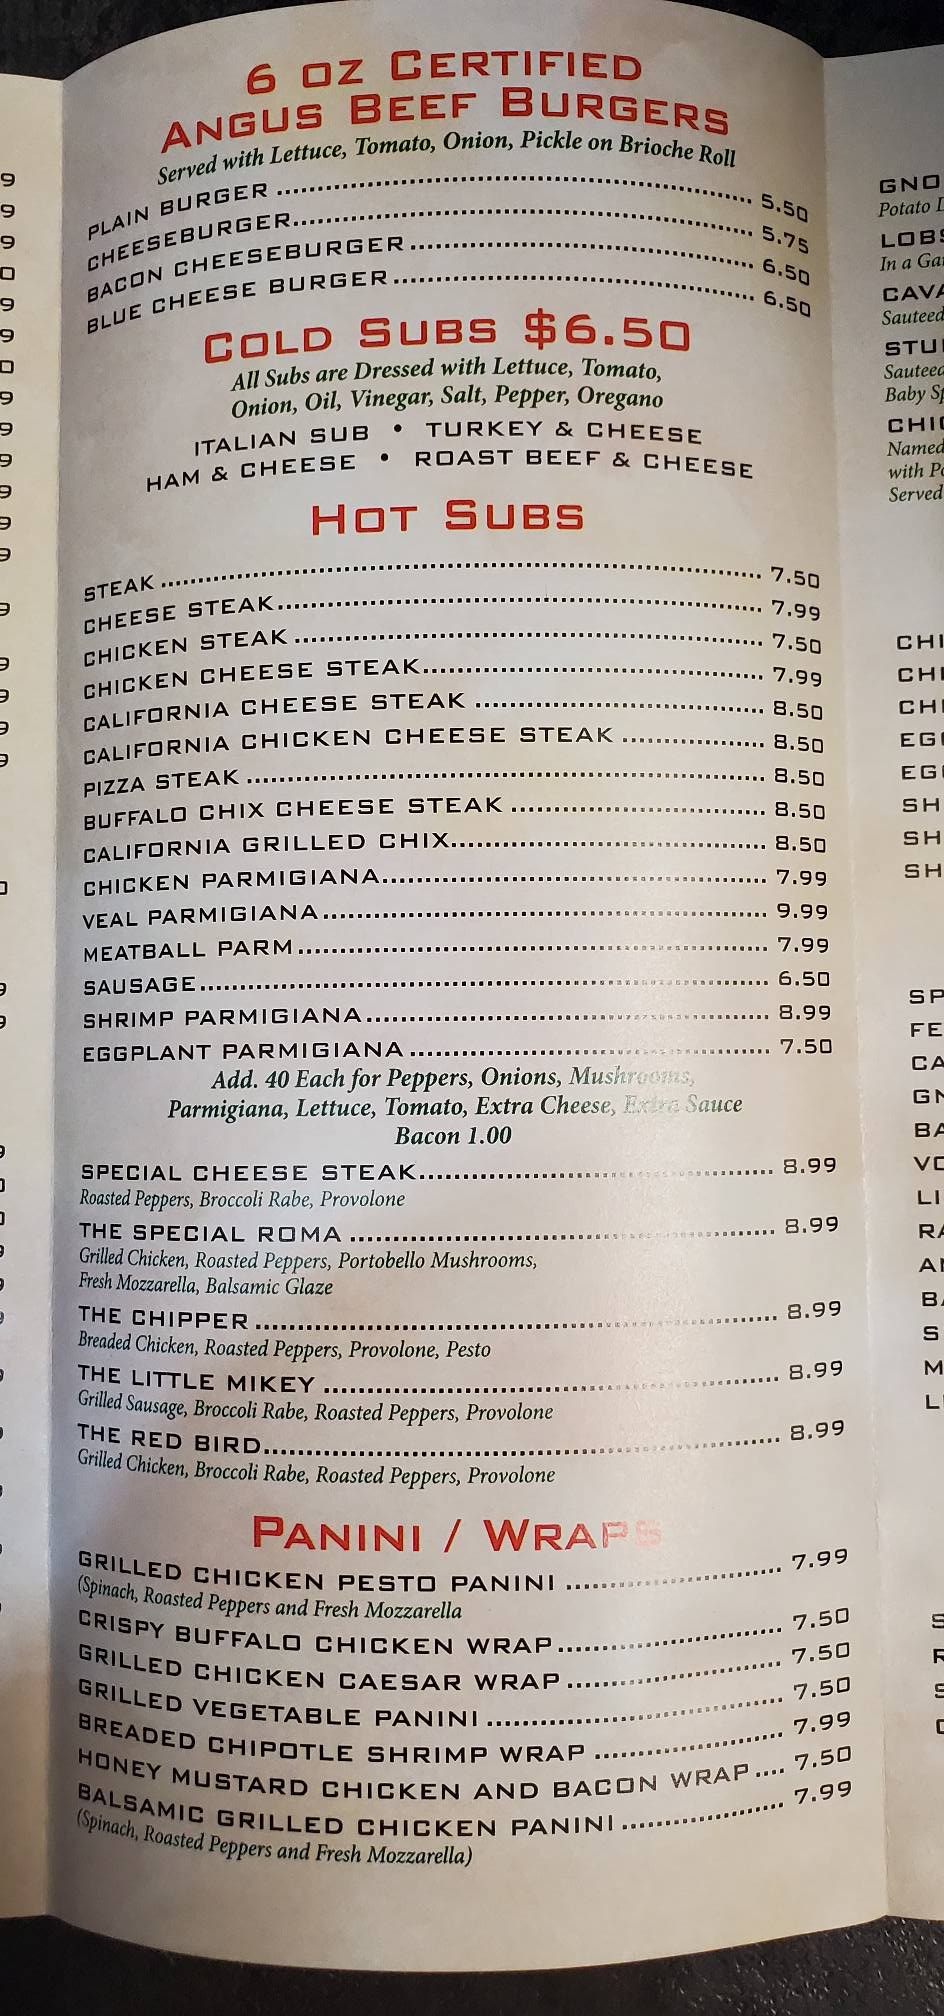 6 oz Certified
Angus Beef Burgers
Served with Lettuce, Tomato, Onion, Pickle on Brioche Roll
PLAIN BURGER 5.50
CHEESEBURGER 5.75
BACON CHEESEBURGER 6.50
BLUE CHEESE BURGER 6.50
Cold Subs $6.50
All Subs are Dressed with Lettuce, Tomato,
Onion, Oil, Vinegar, Salt, Pepper, Oregano
ITALIAN SUB • TURKEY & CHEESE
HAM & CHEESE • ROAST BEEF & CHEESE
Hot Subs
STEAK 7.50
CHEESE STEAK 7.99
CHICKEN STEAK 7.50
CHICKEN CHEESE STEAK 7.99
CALIFORNIA CHEESE STEAK 8.50
CALIFORNIA CHICKEN CHEESE STEAK 8.50
PIZZA STEAK 8.50
BUFFALO CHIX CHEESE STEAK 8.50
CALIFORNIA GRILLED CHIX 8.50
CHICKEN PARMIGIANA 7.99
VEAL PARMIGIANA 9.99
MEATBALL PARM 7.99
SAUSAGE 6.50
SHRIMP PARMIGIANA 8.99
EGGPLANT PARMIGIANA 7.50
Add. 40 Each for Peppers, Onions, Mushrooms,
Parmigiana, Lettuce, Tomato, Extra Cheese, Extra Sauce
Bacon 1.00
SPECIAL CHEESE STEAK 8.99
Roasted Peppers, Broccoli Rabe, Provolone
THE SPECIAL ROMA 8.99
Grilled Chicken, Roasted Peppers, Portobello Mushrooms,
Fresh Mozzarella, Balsamic Glaze
THE CHIPPER 8.99
Breaded Chicken, Roasted Peppers, Provolone, Pesto
THE LITTLE MIKEY 8.99
Grilled Sausage, Broccoli Rabe, Roasted Peppers, Provolone
THE RED BIRD 8.99
Grilled Chicken, Broccoli Rabe, Roasted Peppers, Provolone
Panini / Wraps
GRILLED CHICKEN PESTO PANINI 7.99
(Spinach, Roasted Peppers and Fresh Mozzarella
CRISPY BUFFALO CHICKEN WRAP 7.50
GRILLED CHICKEN CAESAR WRAP 7.50
GRILLED VEGETABLE PANINI 7.50
BREADED CHIPOTLE SHRIMP WRAP 7.99
HONEY MUSTARD CHICKEN AND BACON WRAP 7.50
BALSAMIC GRILLED CHICKEN PANINI 7.99
(Spinach, Roasted Peppers and Fresh Mozzarella)
Potato
In a
Sauteed
Baby
Named
with
Served